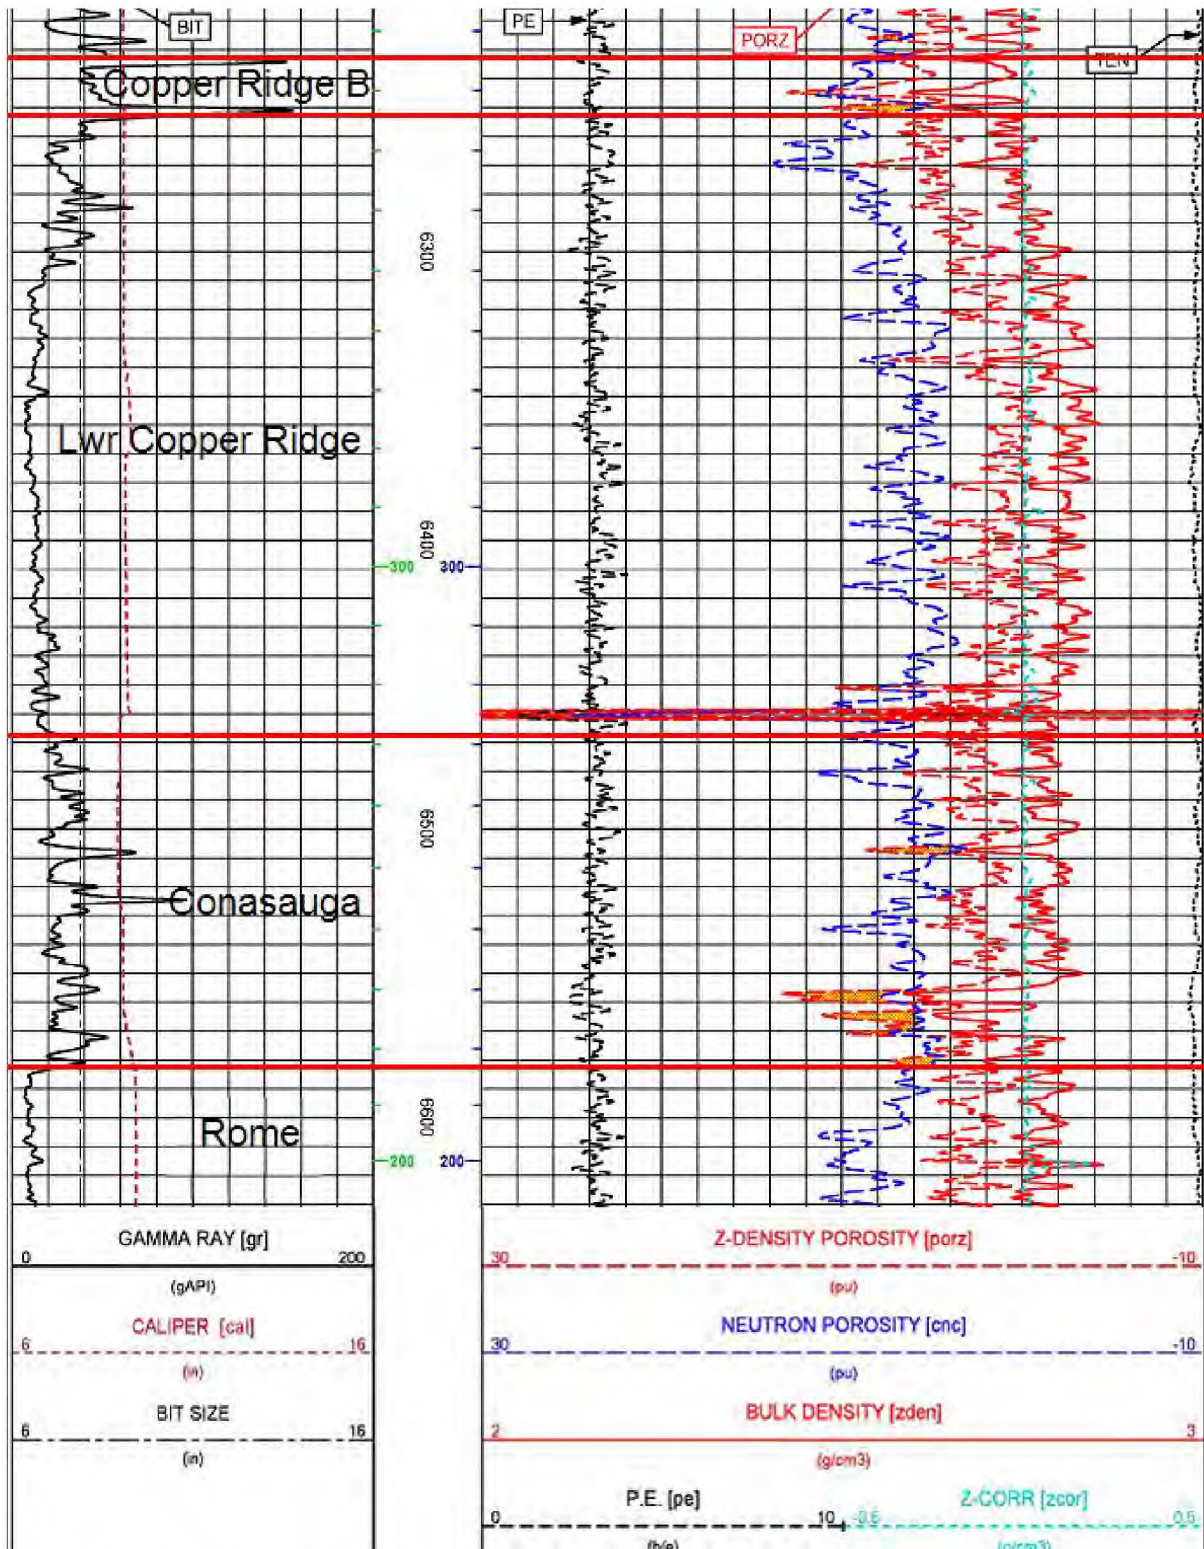 BIT
PE
PORZ
TEN
Copper Ridge B
6300
Lwr Copper Ridge
6400
300
300
6500
Conasauga
Rome
6600
200
200
GAMMA RAY [gr]
0 200
(gAPI)
CALIPER [cal]
6 16
(in)
BIT SIZE
6 16
(in)
Z-DENSITY POROSITY [porz]
30 -10
(pu)
NEUTRON POROSITY [cnc]
30 -10
(pu)
BULK DENSITY [zden]
2 3
(g/cm3)
P.E. [pe] Z-CORR [zcor]
0 10 -0.5 0.5
(b/e) (g/cm3)